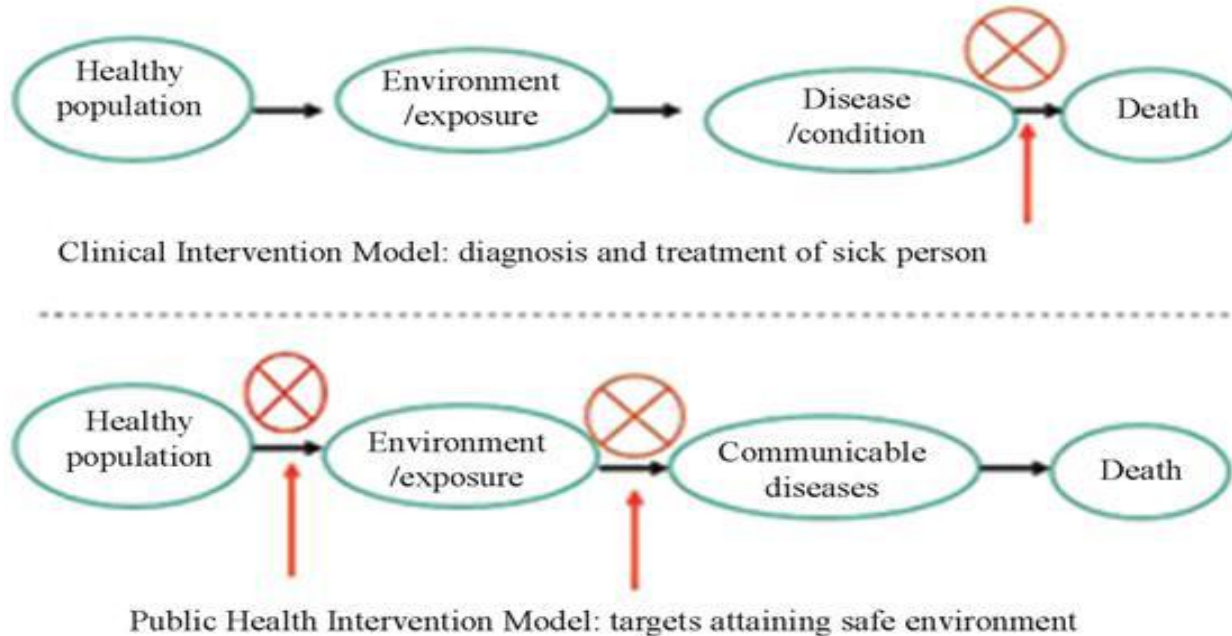 Healthy
population
Environment
/exposure
Disease
/condition
Death
Clinical Intervention Model: diagnosis and treatment of sick person
Healthy
population
Environment
/exposure
Communicable
diseases
Death
Public Health Intervention Model: targets attaining safe environment